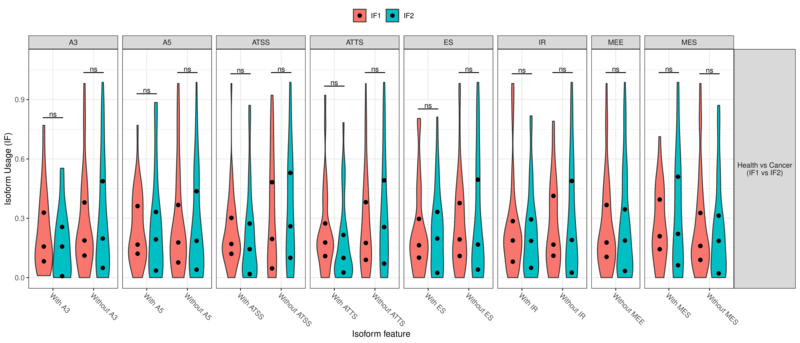 IF1 IF2
A3 A5 ATSS ATTS ES IR MEE MES
ns ns ns ns ns ns ns ns ns ns ns ns ns ns ns
Isoform Usage (IF)
0.9
0.6
0.3
0.0
Health vs Cancer
(IF1 vs IF2)
With A3 Without A3 With A5 Without A5 With ATSS Without ATSS With ATTS Without ATTS With ES Without ES With IR Without IR Without MEE With MES Without MES
Isoform feature